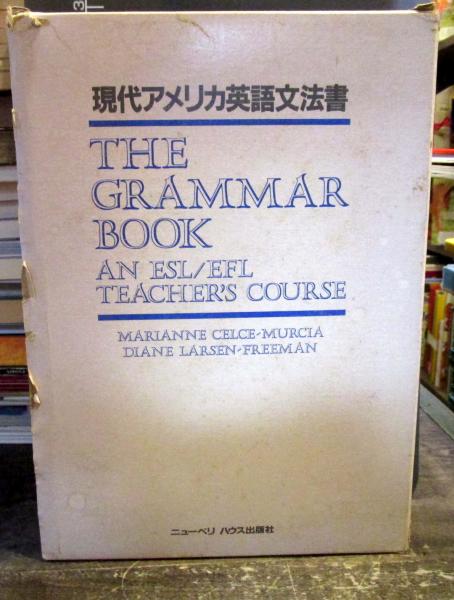 現代アメリカ英語文法書
THE
GRAMMAR
BOOK
AN ESL/EFL
TEACHER'S COURSE
MARIANNE CELCE-MURCIA
DIANE LARSEN-FREEMAN
ニューベリ ハウス出版社